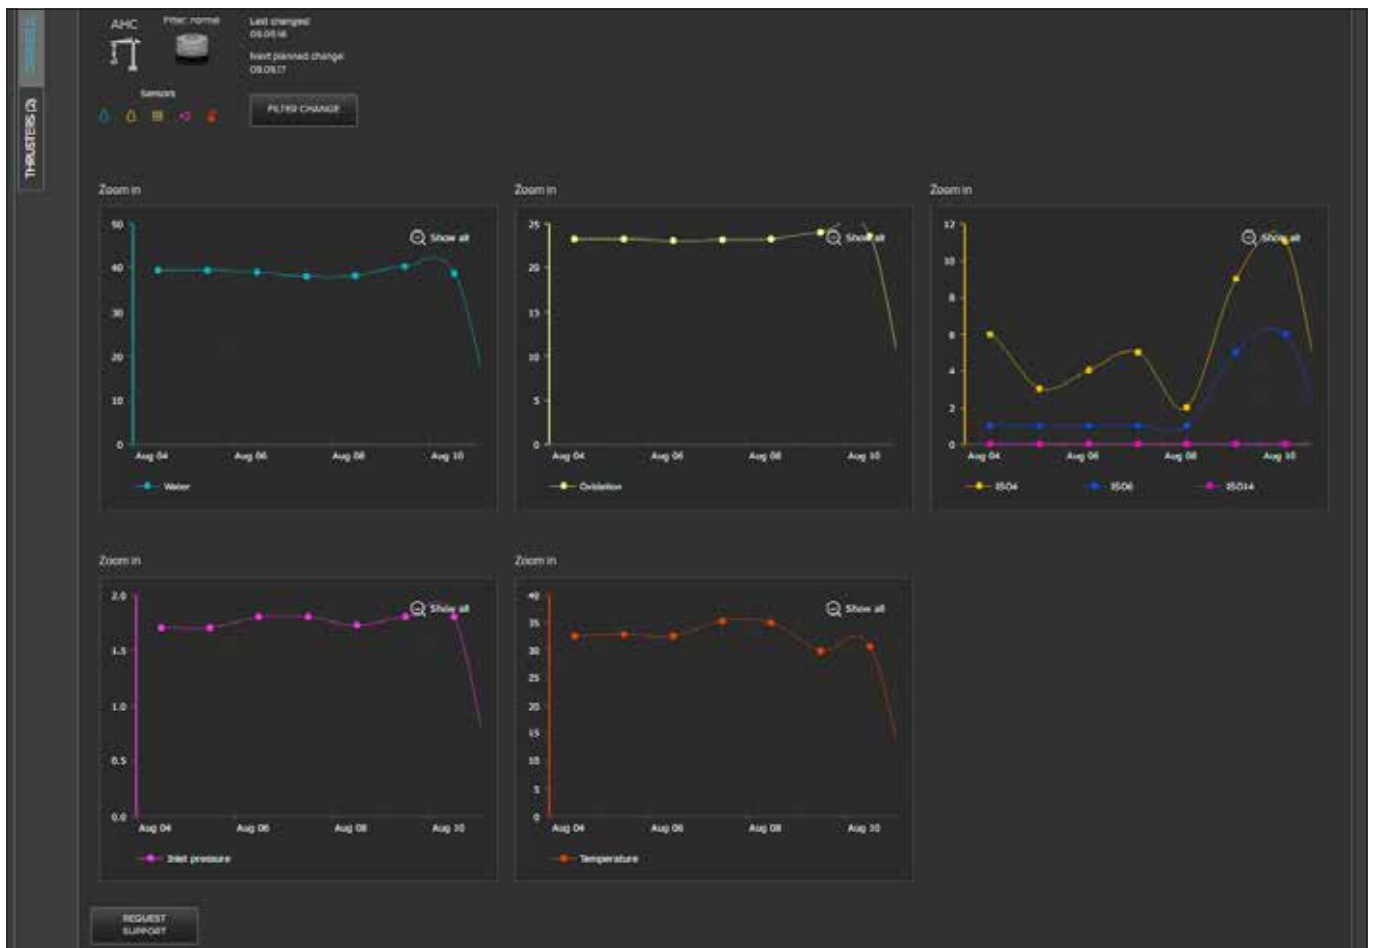 AHC
Filter: normal
Last changed:
09.09.16
Next planned change:
09.09.17
Sensors
FILTER CHANGE
THRUSTERS (2)
Zoom in
50
40
30
20
10
0
Show all
Aug 04 Aug 06 Aug 08 Aug 10
Water
Zoom in
25
20
15
10
5
0
Show all
Aug 04 Aug 06 Aug 08 Aug 10
Oxidation
Zoom in
12
10
8
6
4
2
0
Show all
Aug 04 Aug 06 Aug 08 Aug 10
ISO4 ISO6 ISO14
Zoom in
2.0
1.5
1.0
0.5
0.0
Show all
Aug 04 Aug 06 Aug 08 Aug 10
Inlet pressure
Zoom in
40
35
30
25
20
15
10
5
0
Show all
Aug 04 Aug 06 Aug 08 Aug 10
Temperature
REQUEST
SUPPORT